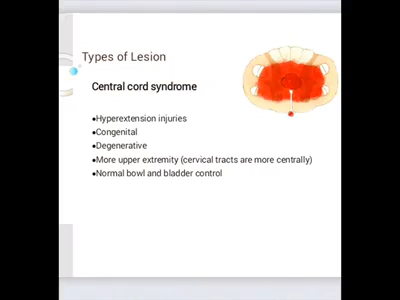 Types of Lesion
Central cord syndrome
●Hyperextension injuries
●Congenital
●Degenerative
●More upper extremity (cervical tracts are more centrally)
●Normal bowl and bladder control